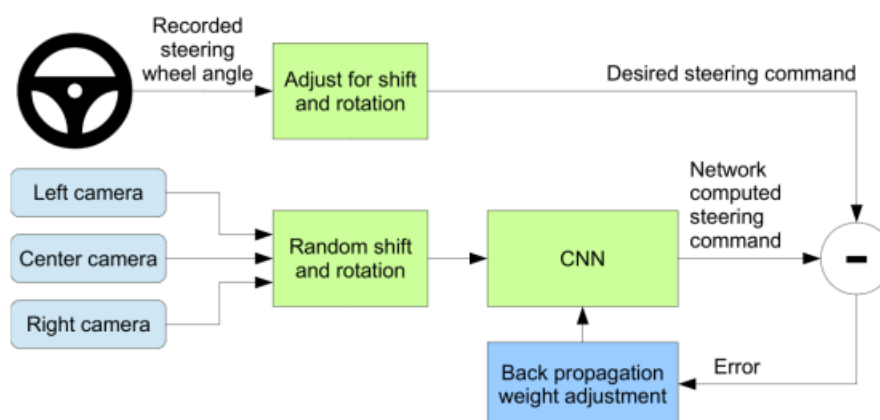 Recorded
steering
wheel angle
Adjust for shift
and rotation
Desired steering command
Left camera
Center camera
Right camera
Random shift
and rotation
CNN
Network
computed
steering
command
-
Back propagation
weight adjustment
Error